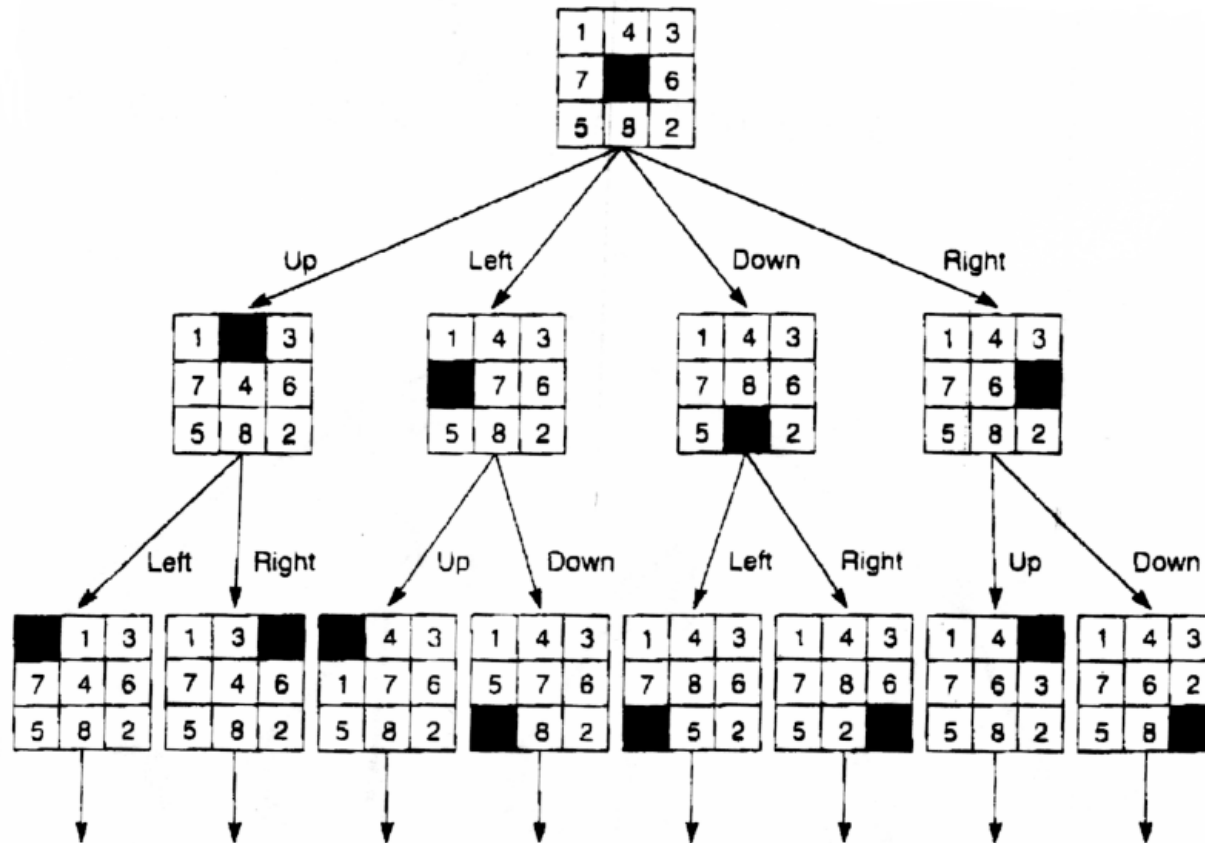 1 4 3
7 6
5 8 2
Up Left Down Right
1 3 1 4 3 1 4 3 1 4 3
7 4 6 7 6 7 8 6 7 6
5 8 2 5 8 2 5 2 5 8 2
Left Right Up Down Left Right Up Down
1 3 1 3 4 3 1 4 3 1 4 3 1 4 3 1 4 1 4 3
7 4 6 7 4 6 1 7 6 5 7 6 7 8 6 7 8 6 7 6 3 7 6 2
5 8 2 5 8 2 5 8 2 8 2 5 2 5 2 5 8 2 5 8